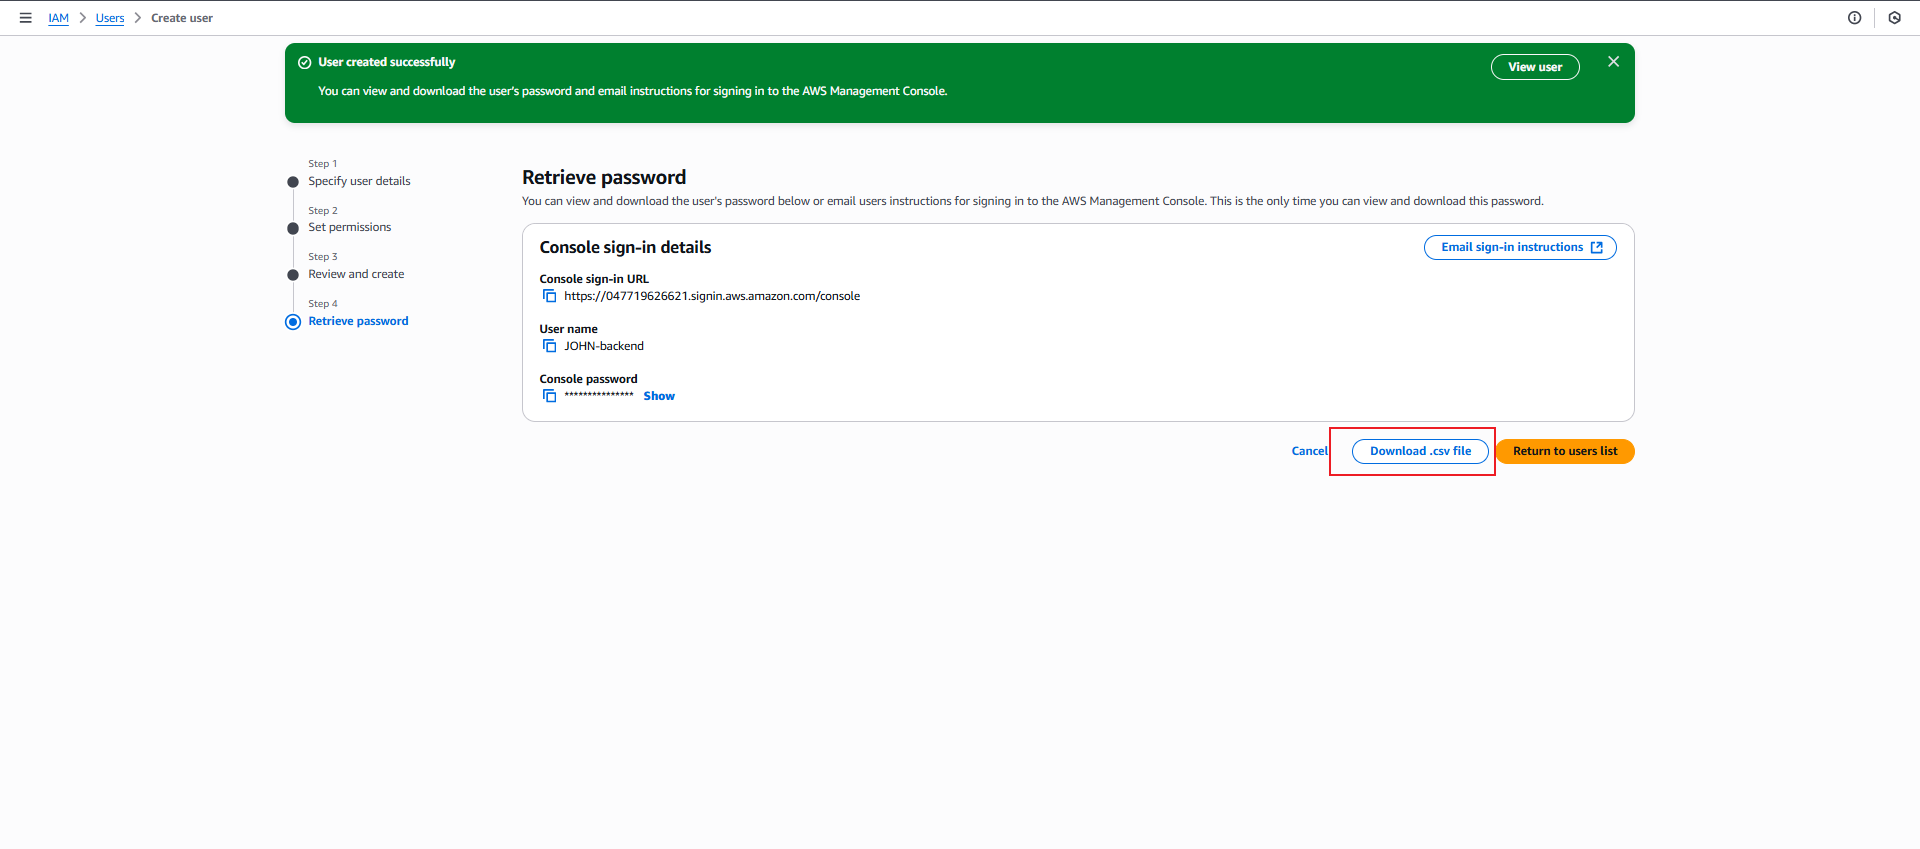 IAM > Users > Create user
User created successfully
View user
You can view and download the user's password and email instructions for signing in to the AWS Management Console.
Step 1
Specify user details
Step 2
Set permissions
Step 3
Review and create
Step 4
Retrieve password
Retrieve password
You can view and download the user's password below or email users instructions for signing in to the AWS Management Console. This is the only time you can view and download this password.
Console sign-in details
Email sign-in instructions
Console sign-in URL
https://047719626621.signin.aws.amazon.com/console
User name
JOHN-backend
Console password
*************** Show
Cancel Download .csv file Return to users list